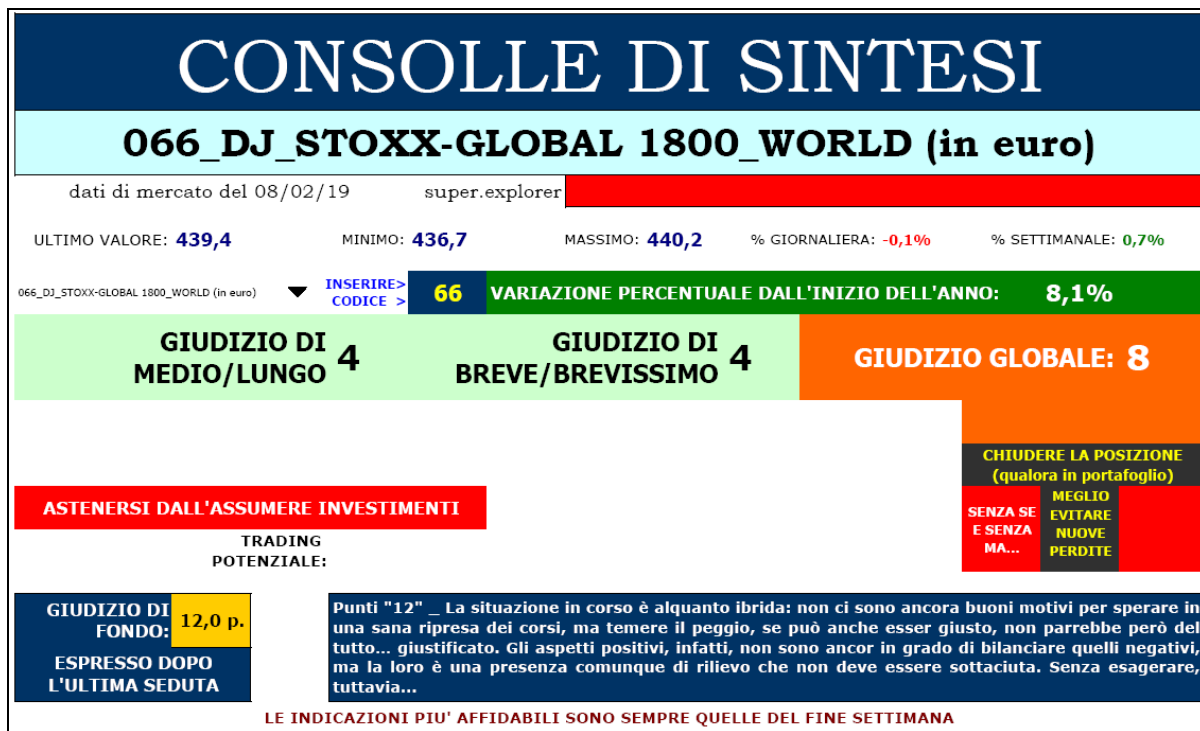 CONSOLLE DI SINTESI
066_DJ_STOXX-GLOBAL 1800_WORLD (in euro)
dati di mercato del 08/02/19 super.explorer
ULTIMO VALORE: 439,4 MINIMO: 436,7 MASSIMO: 440,2 % GIORNALIERA: -0,1% % SETTIMANALE: 0,7%
066_DJ_STOXX-GLOBAL 1800_WORLD (in euro)
INSERIRE>
CODICE >
66
VARIAZIONE PERCENTUALE DALL'INIZIO DELL'ANNO: 8,1%
GIUDIZIO DI
MEDIO/LUNGO
4
GIUDIZIO DI
BREVE/BREVISSIMO
4
GIUDIZIO GLOBALE: 8
CHIUDERE LA POSIZIONE
(qualora in portafoglio)
ASTENERSI DALL'ASSUMERE INVESTIMENTI
SENZA SE
E SENZA
MA...
MEGLIO
EVITARE
NUOVE
PERDITE
TRADING
POTENZIALE:
GIUDIZIO DI
FONDO:
12,0 p.
ESPRESSO DOPO
L'ULTIMA SEDUTA
Punti "12" _ La situazione in corso è alquanto ibrida: non ci sono ancora buoni motivi per sperare in
una sana ripresa dei corsi, ma temere il peggio, se può anche esser giusto, non parrebbe però del
tutto... giustificato. Gli aspetti positivi, infatti, non sono ancor in grado di bilanciare quelli negativi,
ma la loro è una presenza comunque di rilievo che non deve essere sottaciuta. Senza esagerare,
tuttavia...
LE INDICAZIONI PIU' AFFIDABILI SONO SEMPRE QUELLE DEL FINE SETTIMANA